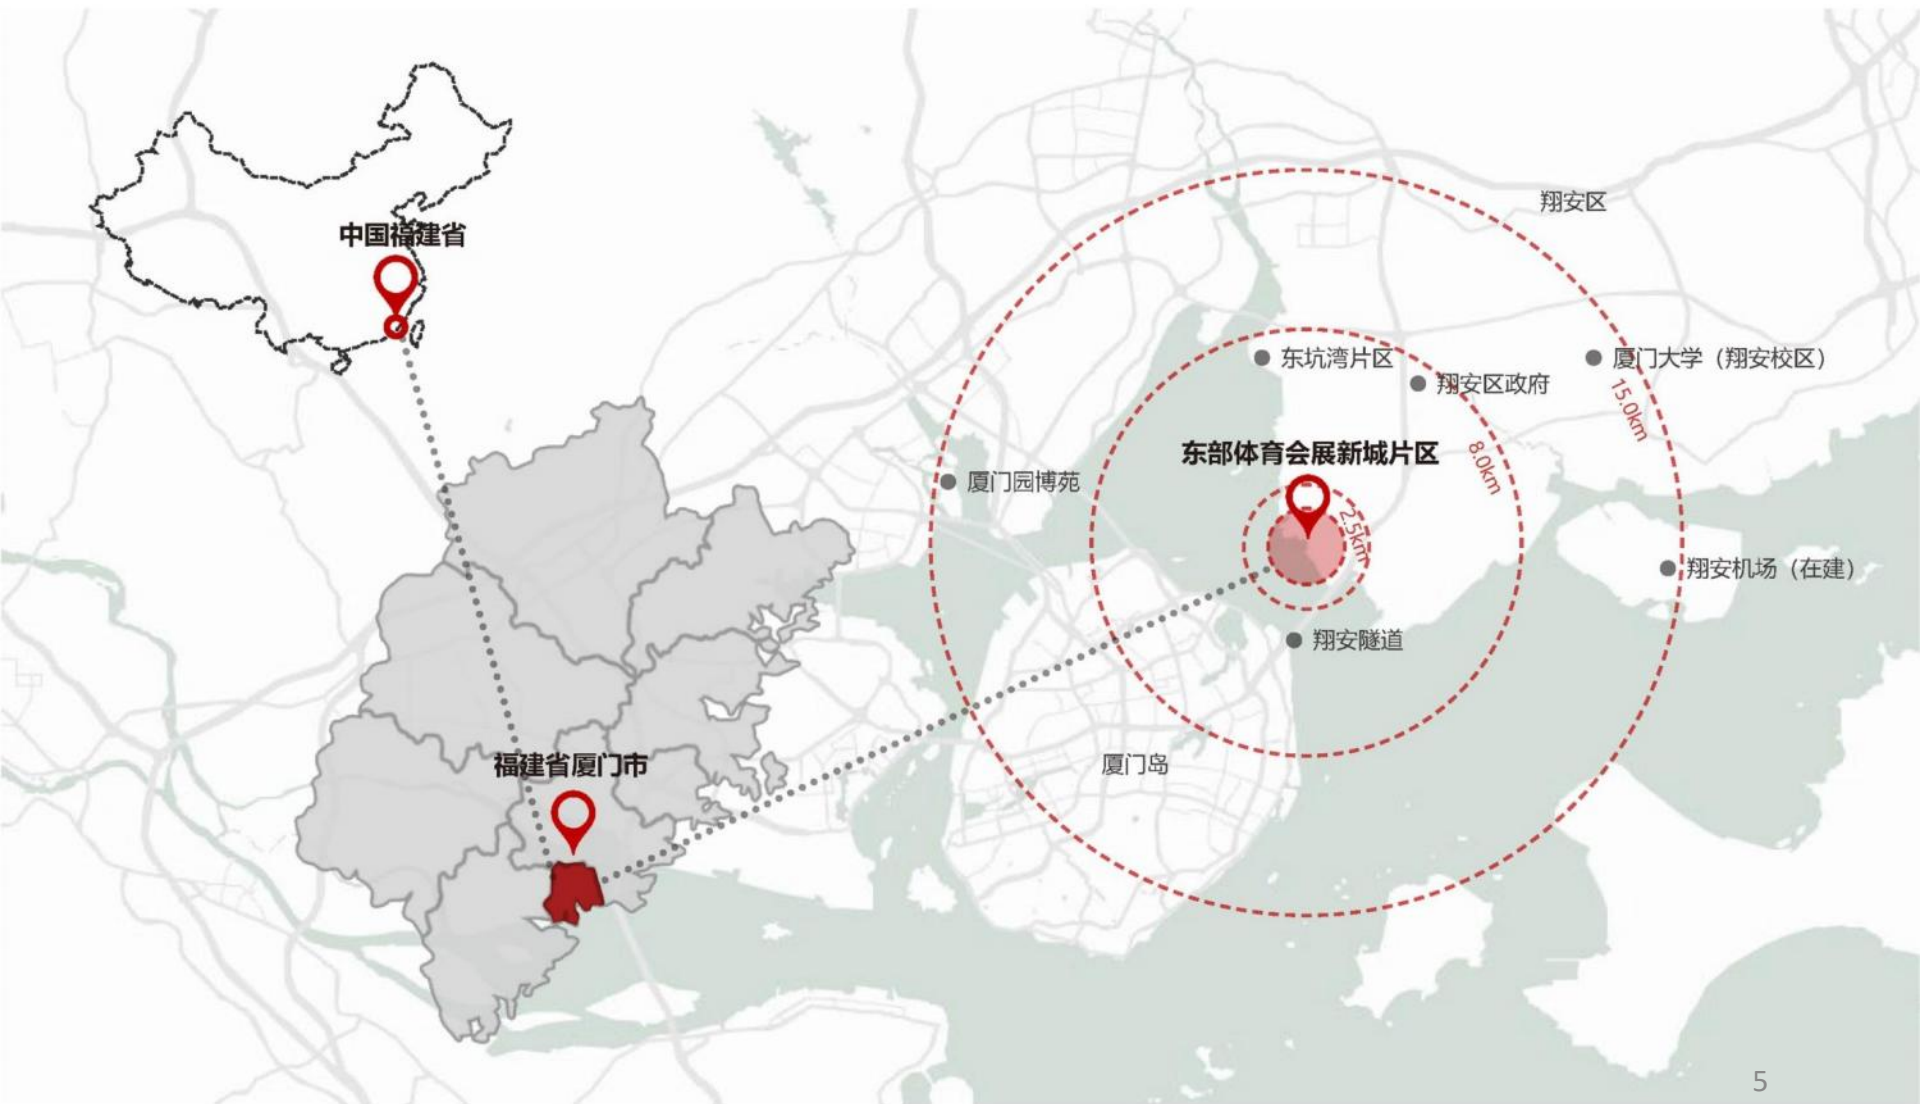 中国福建省
翔安区
东坑湾片区
厦门大学（翔安校区）
翔安区政府
15.0km
东部体育会展新城片区
8.0km
厦门园博苑
2.5km
翔安机场（在建）
翔安隧道
福建省厦门市
厦门岛
5